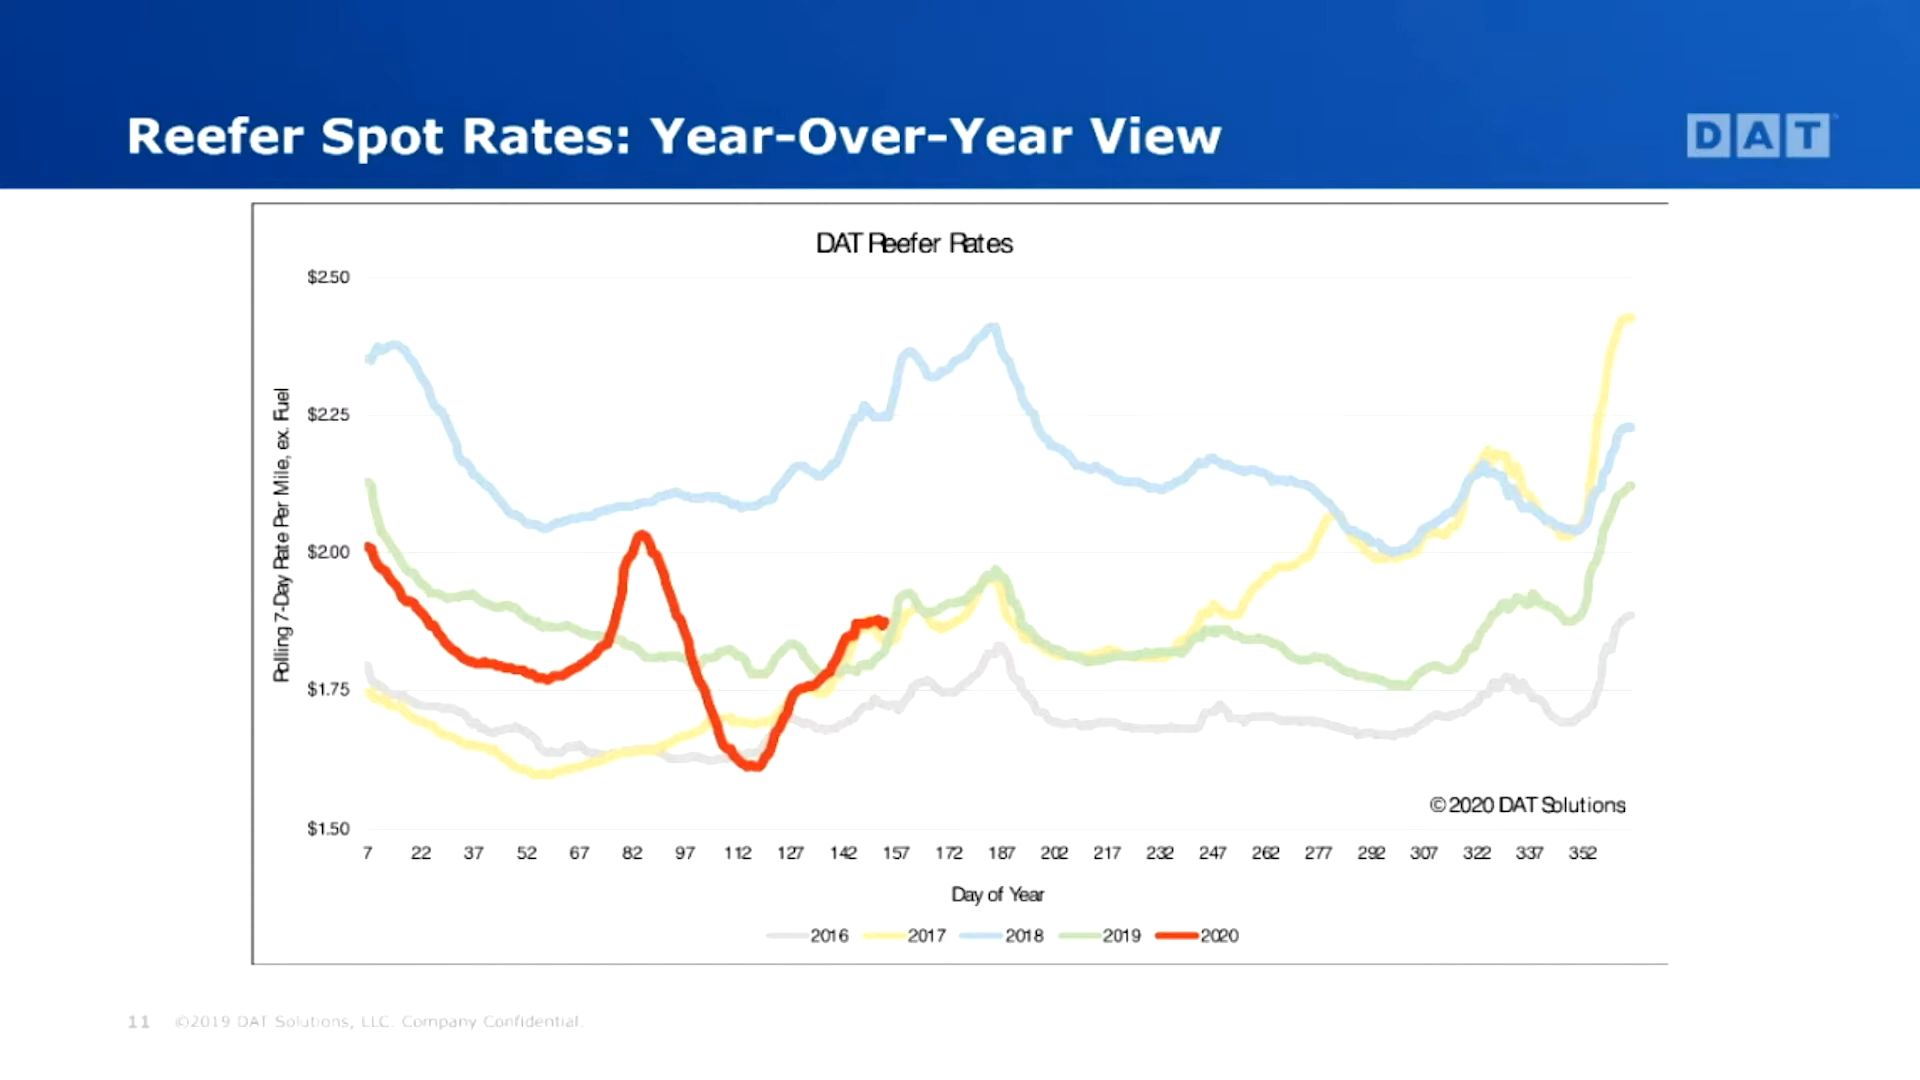 Reefer Spot Rates: Year-Over-Year View
DAT
DAT Reefer Rates
$2.50
$2.25
$2.00
$1.75
$1.50
Rolling 7-Day Rate Per Mile, ex. Fuel
© 2020 DAT Solutions
7 22 37 52 67 82 97 112 127 142 157 172 187 202 217 232 247 262 277 292 307 322 337 352
Day of Year
2016 2017 2018 2019 2020
11 ©2019 DAT Solutions, LLC. Company Confidential.